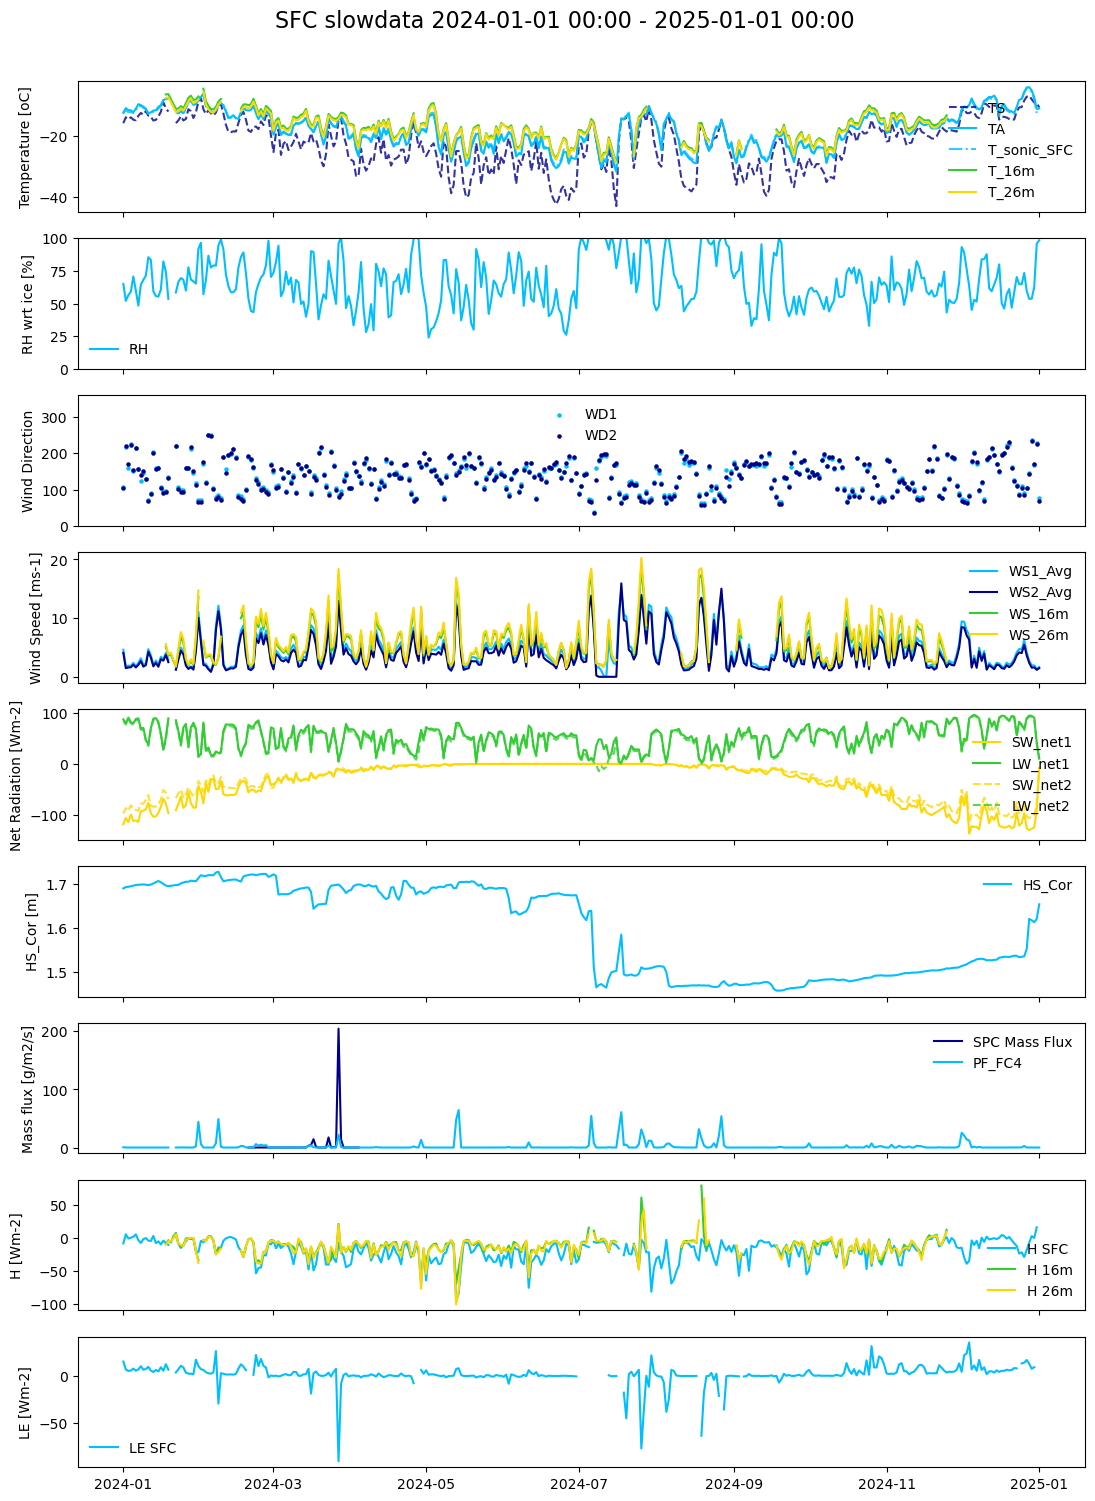 SFC slowdata 2024-01-01 00:00 - 2025-01-01 00:00
Temperature [oC]
−20
−40
TS
TA
T_sonic_SFC
T_16m
T_26m
RH wrt ice [%]
100
75
50
25
0
RH
Wind Direction
300
200
100
0
WD1
WD2
Wind Speed [ms-1]
20
10
0
WS1_Avg
WS2_Avg
WS_16m
WS_26m
Net Radiation [Wm-2]
100
0
−100
SW_net1
LW_net1
SW_net2
LW_net2
HS_Cor [m]
1.7
1.6
1.5
HS_Cor
Mass flux [g/m2/s]
200
100
0
SPC Mass Flux
PF_FC4
H [Wm-2]
50
0
−50
−100
H SFC
H 16m
H 26m
LE [Wm-2]
0
−50
LE SFC
2024-01 2024-03 2024-05 2024-07 2024-09 2024-11 2025-01